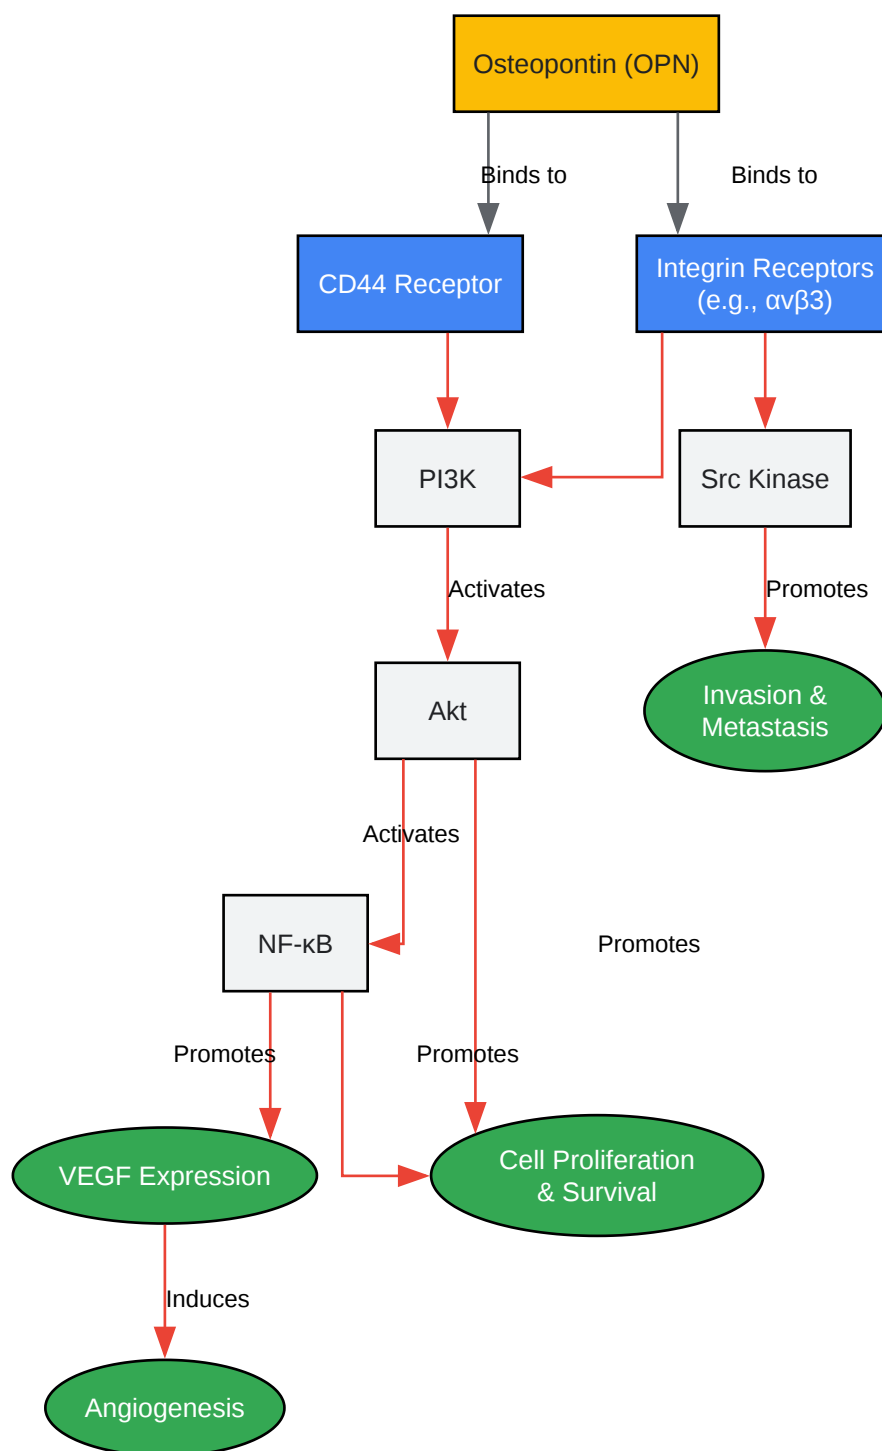 Osteopontin (OPN)
Binds to
Binds to
CD44 Receptor
Integrin Receptors
(e.g., αvβ3)
PI3K
Src Kinase
Activates
Promotes
Akt
Invasion &
Metastasis
Activates
NF-κB
Promotes
Promotes
Promotes
VEGF Expression
Cell Proliferation
& Survival
Induces
Angiogenesis